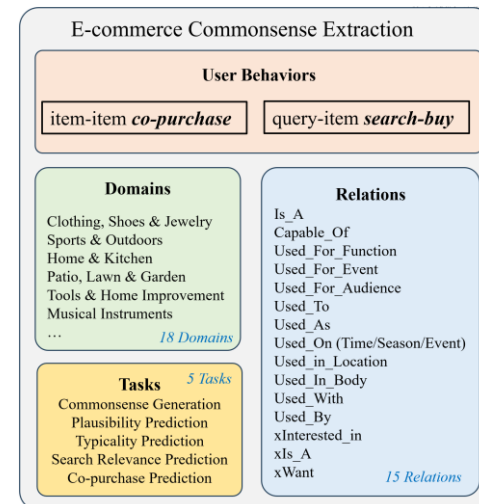 E-commerce Commonsense Extraction
User Behaviors
item-item co-purchase
query-item search-buy
Domains
Clothing, Shoes & Jewelry
Sports & Outdoors
Home & Kitchen
Patio, Lawn & Garden
Tools & Home Improvement
Musical Instruments
…
18 Domains
Tasks
5 Tasks
Commonsense Generation
Plausibility Prediction
Typicality Prediction
Search Relevance Prediction
Co-purchase Prediction
Relations
Is_A
Capable_Of
Used_For_Function
Used_For_Event
Used_For_Audience
Used_To
Used_As
Used_On (Time/Season/Event)
Used_in_Location
Used_In_Body
Used_With
Used_By
xInterested_in
xIs_A
xWant
15 Relations